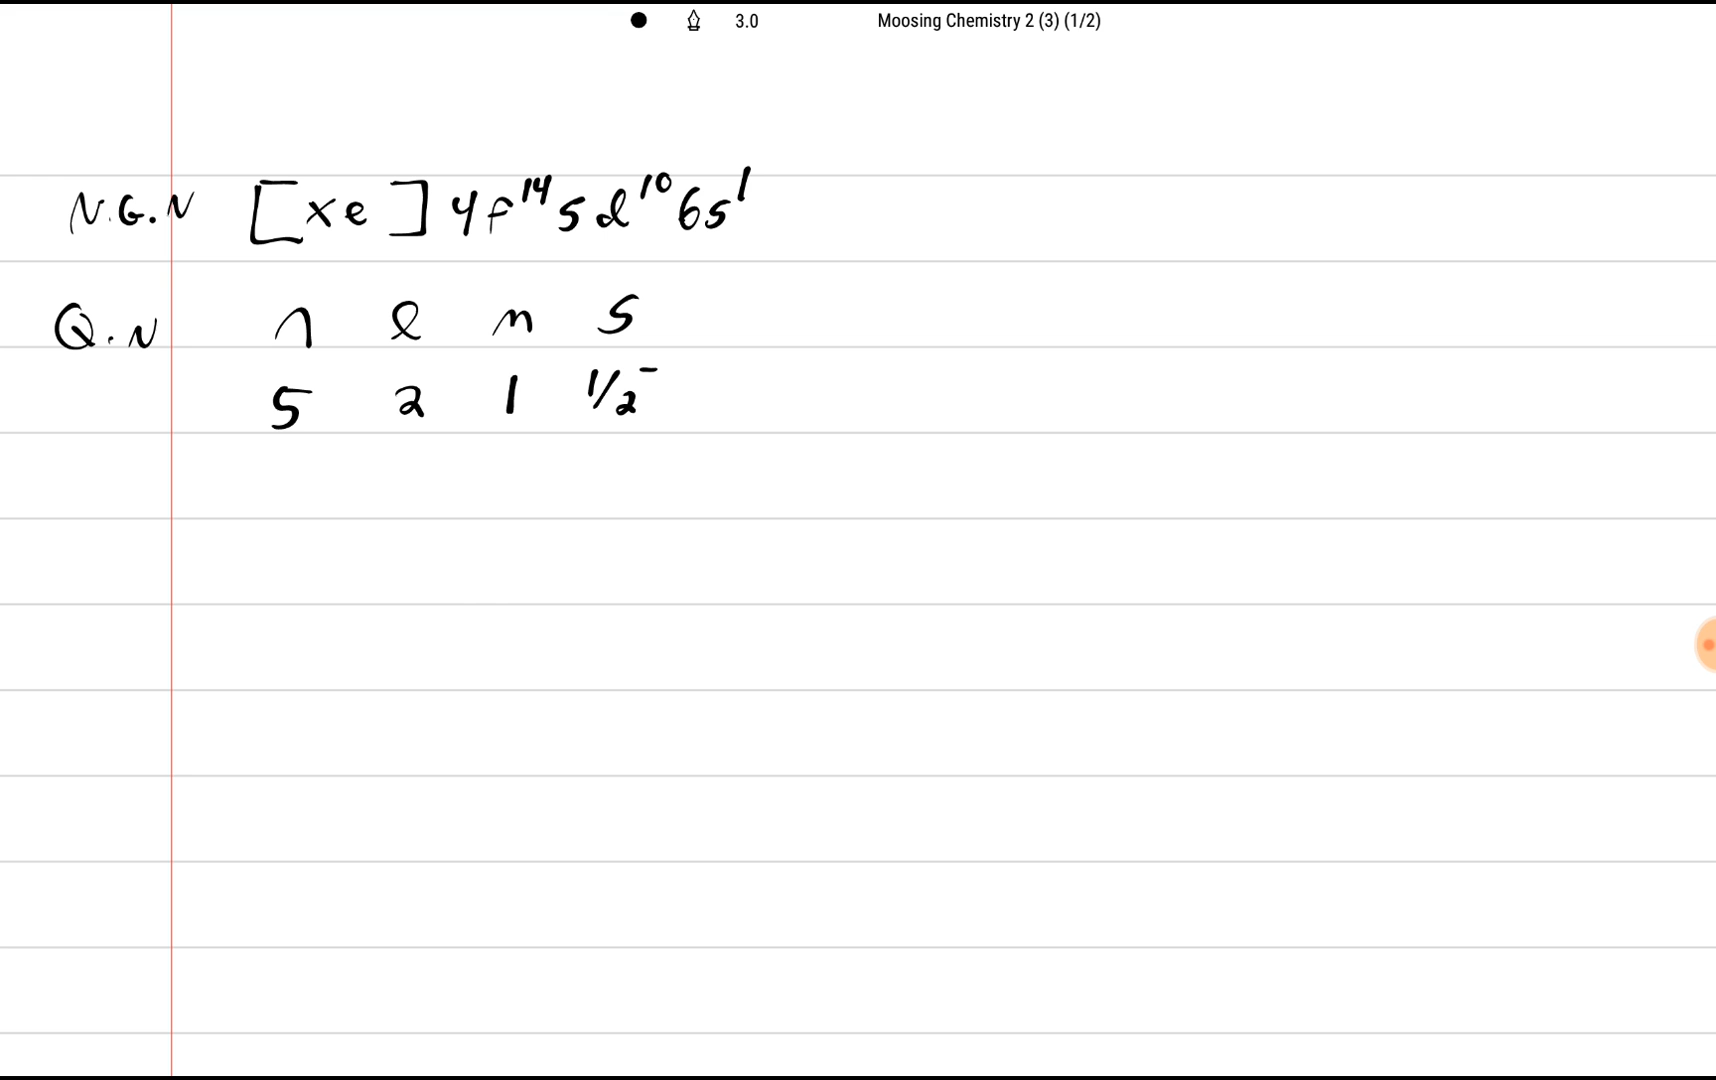 3.0 Moosing Chemistry 2 (3) (1/2)
N.G.N [xe] 4f¹⁴5d¹⁰6s¹
Q.N n l m s
5 2 1 1/2⁻